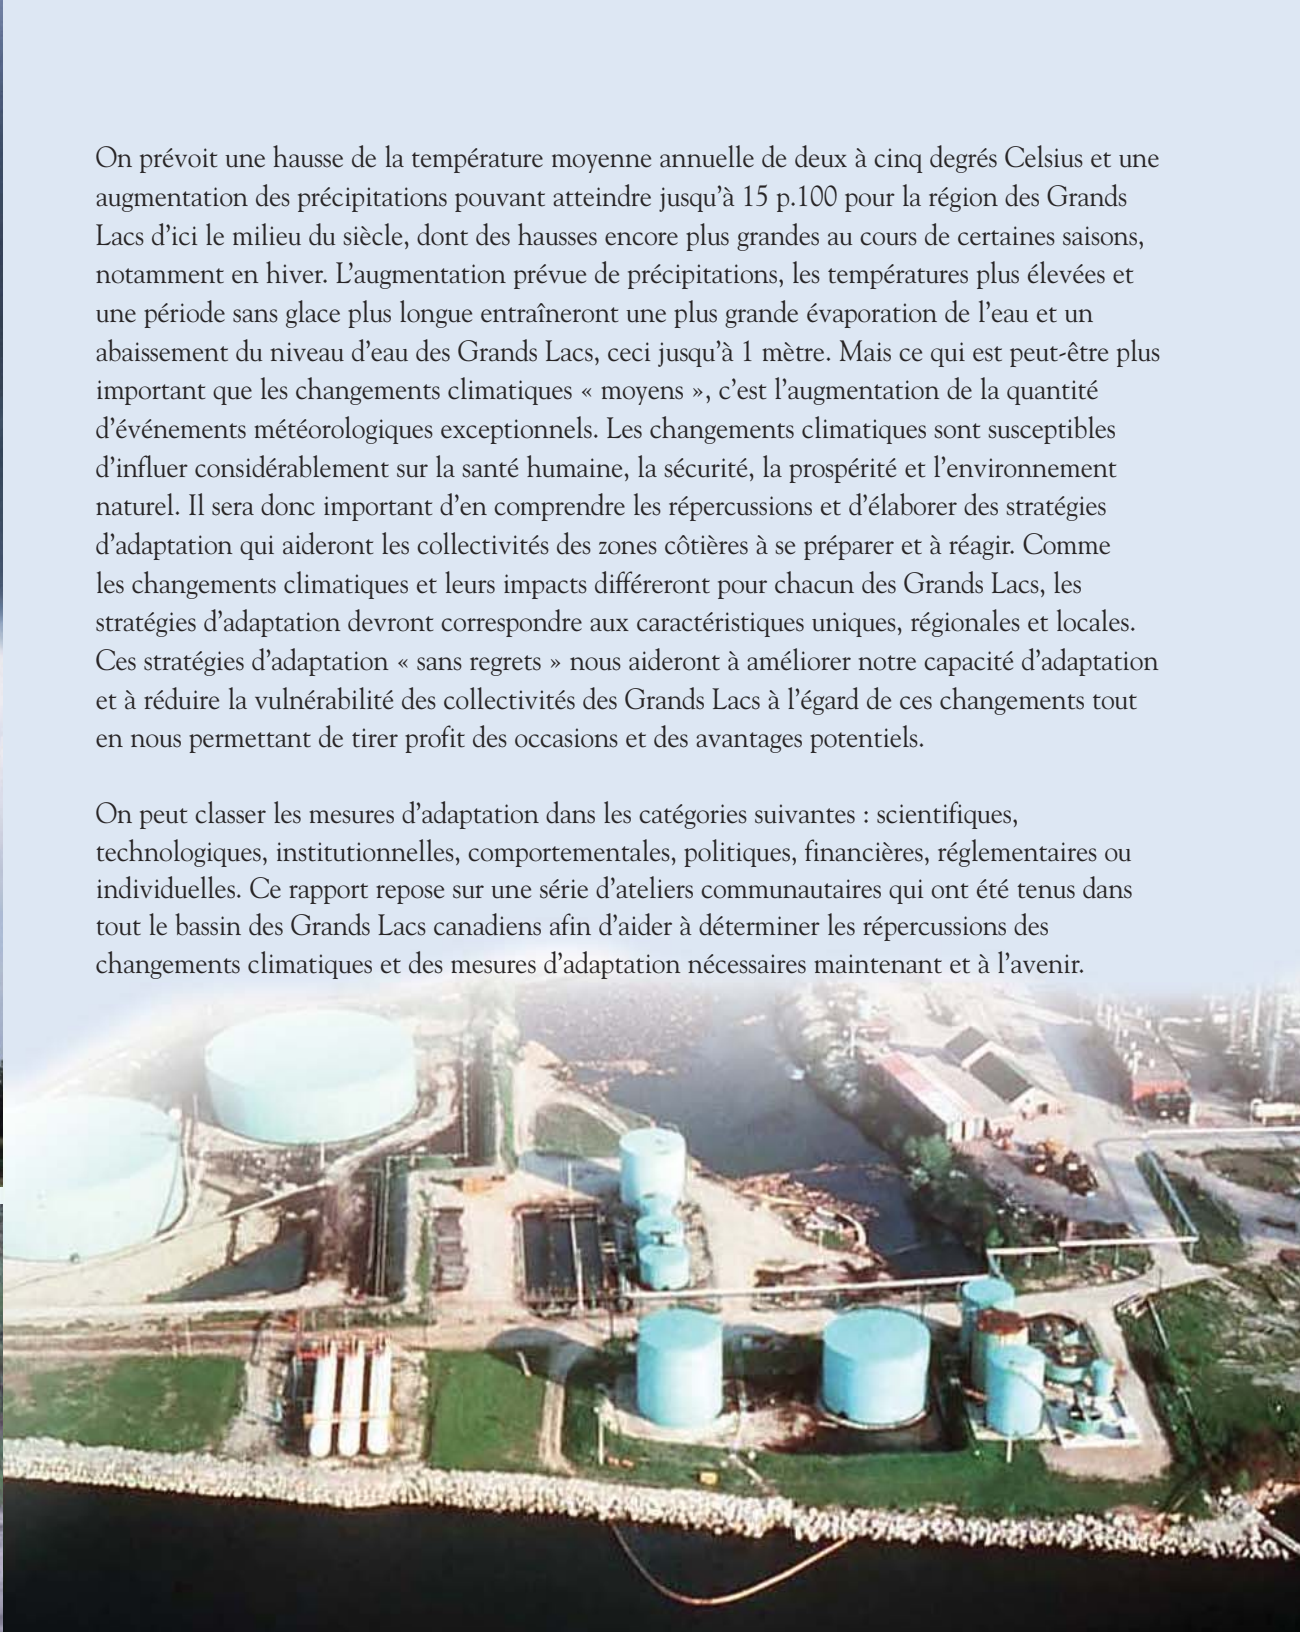 On prévoit une hausse de la température moyenne annuelle de deux à cinq degrés Celsius et une
augmentation des précipitations pouvant atteindre jusqu’à 15 p.100 pour la région des Grands
Lacs d’ici le milieu du siècle, dont des hausses encore plus grandes au cours de certaines saisons,
notamment en hiver. L’augmentation prévue de précipitations, les températures plus élevées et
une période sans glace plus longue entraîneront une plus grande évaporation de l’eau et un
abaissement du niveau d’eau des Grands Lacs, ceci jusqu’à 1 mètre. Mais ce qui est peut-être plus
important que les changements climatiques « moyens », c’est l’augmentation de la quantité
d’événements météorologiques exceptionnels. Les changements climatiques sont susceptibles
d’influer considérablement sur la santé humaine, la sécurité, la prospérité et l’environnement
naturel. Il sera donc important d’en comprendre les répercussions et d’élaborer des stratégies
d’adaptation qui aideront les collectivités des zones côtières à se préparer et à réagir. Comme
les changements climatiques et leurs impacts différeront pour chacun des Grands Lacs, les
stratégies d’adaptation devront correspondre aux caractéristiques uniques, régionales et locales.
Ces stratégies d’adaptation « sans regrets » nous aideront à améliorer notre capacité d’adaptation
et à réduire la vulnérabilité des collectivités des Grands Lacs à l’égard de ces changements tout
en nous permettant de tirer profit des occasions et des avantages potentiels.
On peut classer les mesures d’adaptation dans les catégories suivantes : scientifiques,
technologiques, institutionnelles, comportementales, politiques, financières, réglementaires ou
individuelles. Ce rapport repose sur une série d’ateliers communautaires qui ont été tenus dans
tout le bassin des Grands Lacs canadiens afin d’aider à déterminer les répercussions des
changements climatiques et des mesures d’adaptation nécessaires maintenant et à l’avenir.